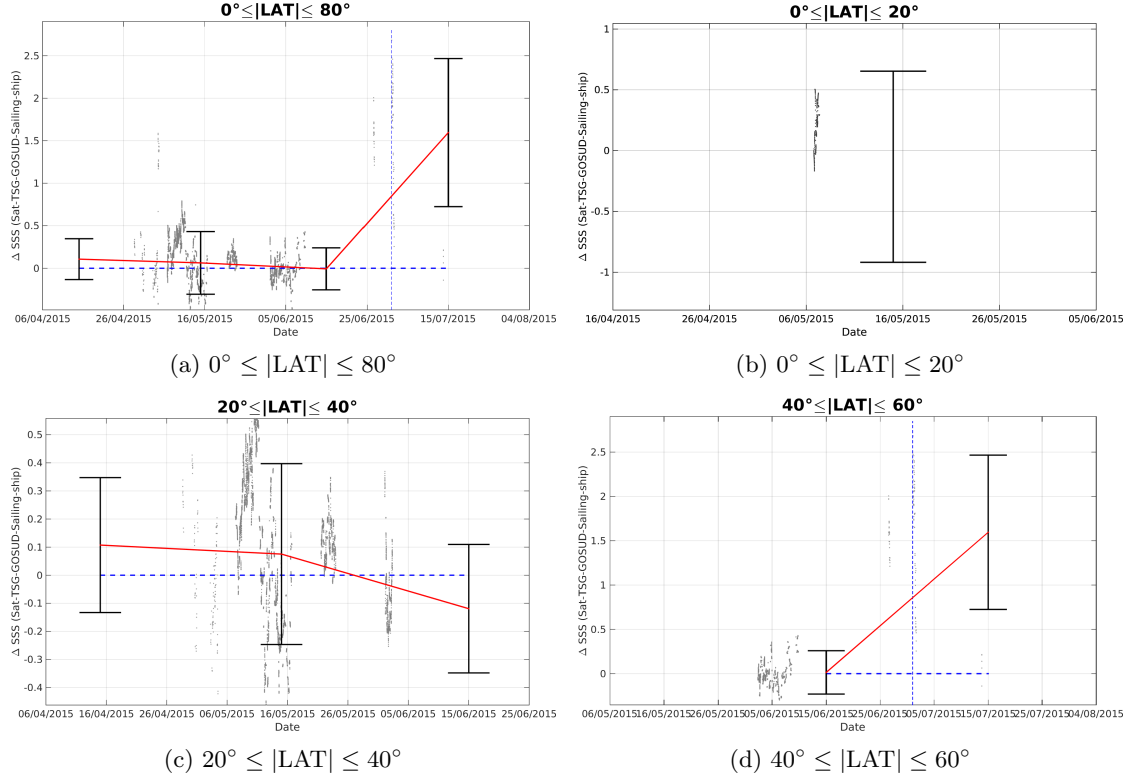 0°≤|LAT|≤ 80°
Δ SSS (Sat-TSG-GOSUD-Sailing-ship)
2.5
2
1.5
1
0.5
0
06/04/2015 26/04/2015 16/05/2015 05/06/2015 25/06/2015 15/07/2015 04/08/2015
Date
(a) 0° ≤ |LAT| ≤ 80°
0°≤|LAT|≤ 20°
Δ SSS (Sat-TSG-GOSUD-Sailing-ship)
1
0.5
0
-0.5
-1
16/04/2015 26/04/2015 06/05/2015 16/05/2015 26/05/2015 05/06/2015
Date
(b) 0° ≤ |LAT| ≤ 20°
20°≤|LAT|≤ 40°
Δ SSS (Sat-TSG-GOSUD-Sailing-ship)
0.5
0.4
0.3
0.2
0.1
0
-0.1
-0.2
-0.3
-0.4
06/04/2015 16/04/2015 26/04/2015 06/05/2015 16/05/2015 26/05/2015 05/06/2015 15/06/2015 25/06/2015
Date
(c) 20° ≤ |LAT| ≤ 40°
40°≤|LAT|≤ 60°
Δ SSS (Sat-TSG-GOSUD-Sailing-ship)
2.5
2
1.5
1
0.5
0
06/05/2015 16/05/2015 26/05/2015 05/06/2015 15/06/2015 25/06/2015 05/07/2015 15/07/2015 25/07/2015 04/08/2015
Date
(d) 40° ≤ |LAT| ≤ 60°